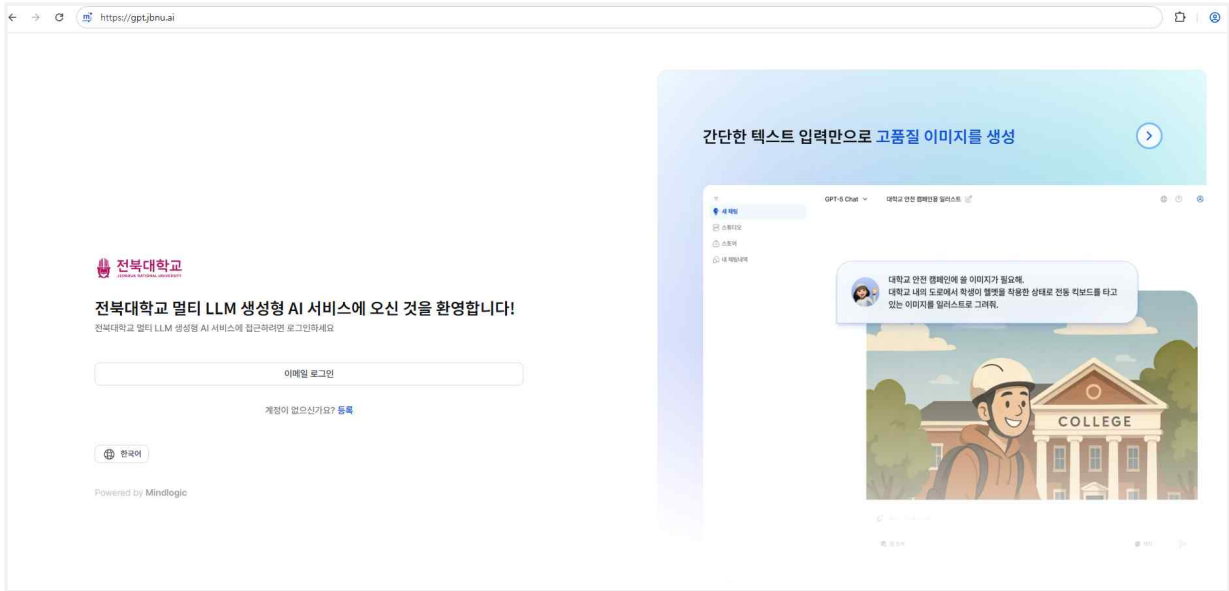 https://gpt.jbnu.ai
전북대학교
JEONBUK NATIONAL UNIVERSITY
전북대학교 멀티 LLM 생성형 AI 서비스에 오신 것을 환영합니다!
전북대학교 멀티 LLM 생성형 AI 서비스에 접근하려면 로그인하세요
이메일 로그인
계정이 없으신가요? 등록
한국어
Powered by Mindlogic
간단한 텍스트 입력만으로 고품질 이미지를 생성
GPT-5 Chat 대학교 안전 캠페인용 일러스트
새 채팅
스튜디오
스토어
내 채팅내역
대학교 안전 캠페인에 쓸 이미지가 필요해.
대학교 내의 도로에서 학생이 헬멧을 착용한 상태로 전동 킥보드를 타고
있는 이미지를 일러스트로 그려줘.
COLLEGE